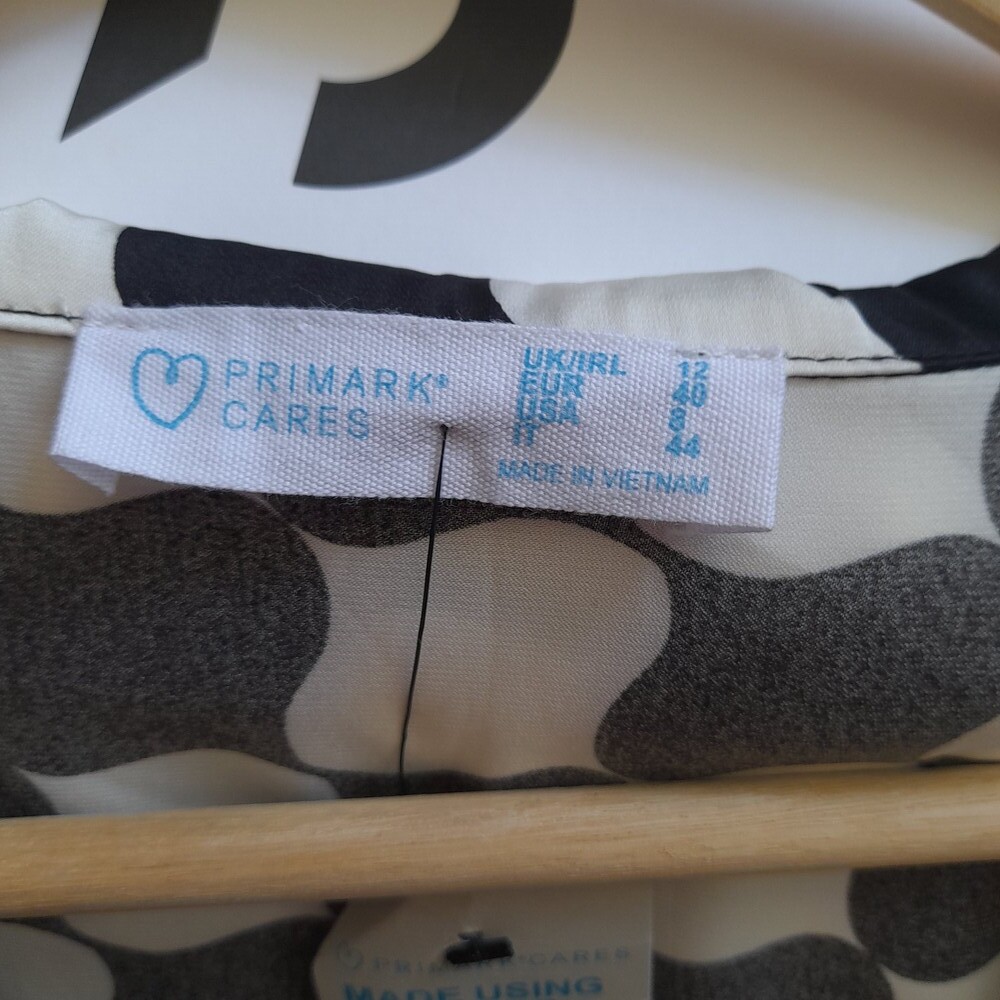 PRIMARK®
CARES
UK/IRL 12
EUR 40
USA 8
IT 44
MADE IN VIETNAM
PRIMARK CARES
MADE USING